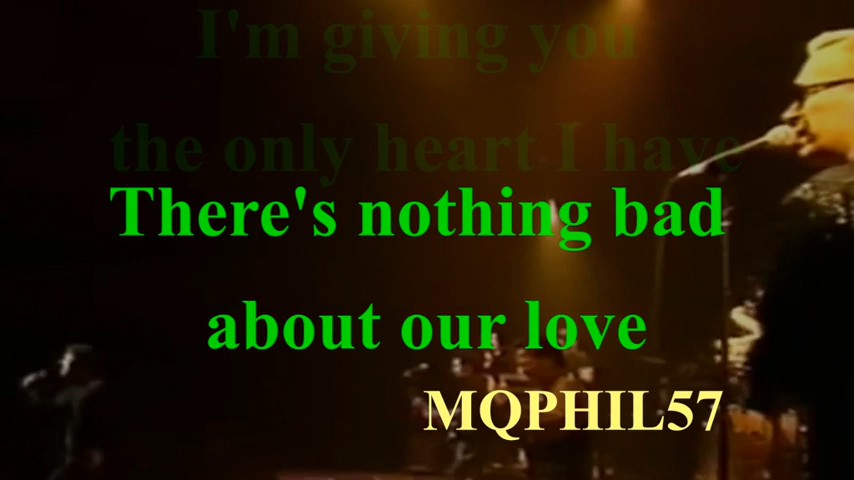 I'm giving you
the only heart I have
There's nothing bad
about our love
MQPHIL57